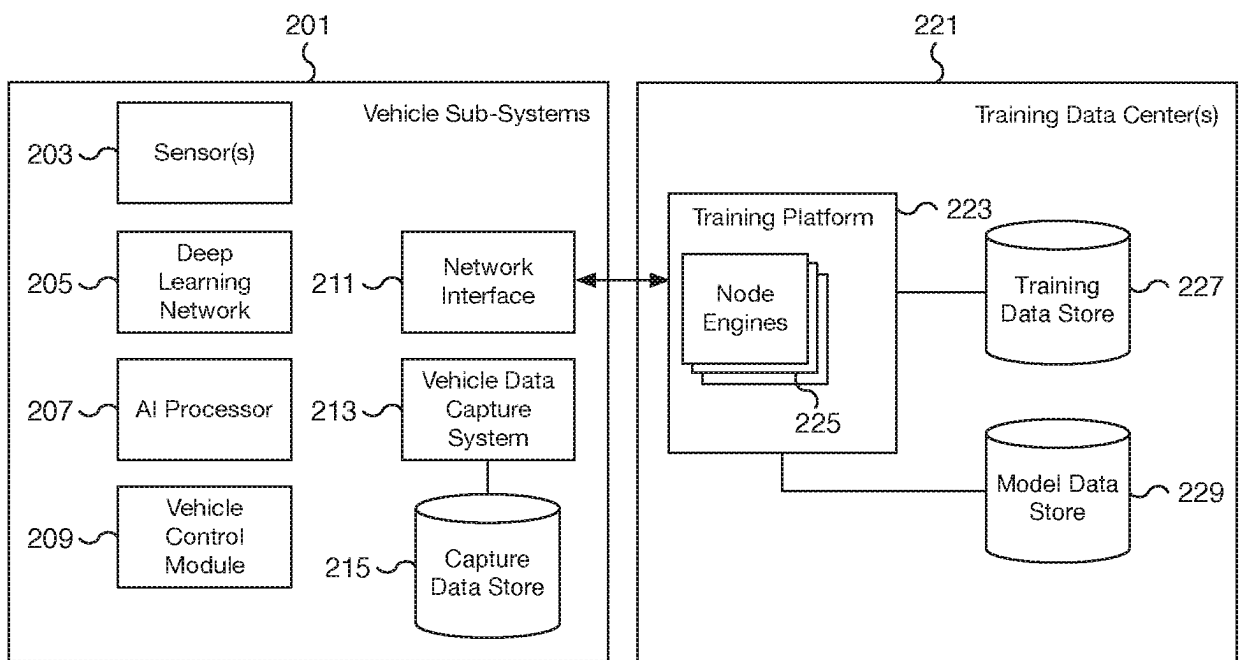 201
221
Vehicle Sub-Systems
Training Data Center(s)
203
Sensor(s)
205
Deep
Learning
Network
211
Network
Interface
207
AI Processor
213
Vehicle Data
Capture
System
209
Vehicle
Control
Module
215
Capture
Data Store
Training Platform
223
Node
Engines
225
Training
Data Store
227
Model Data
Store
229